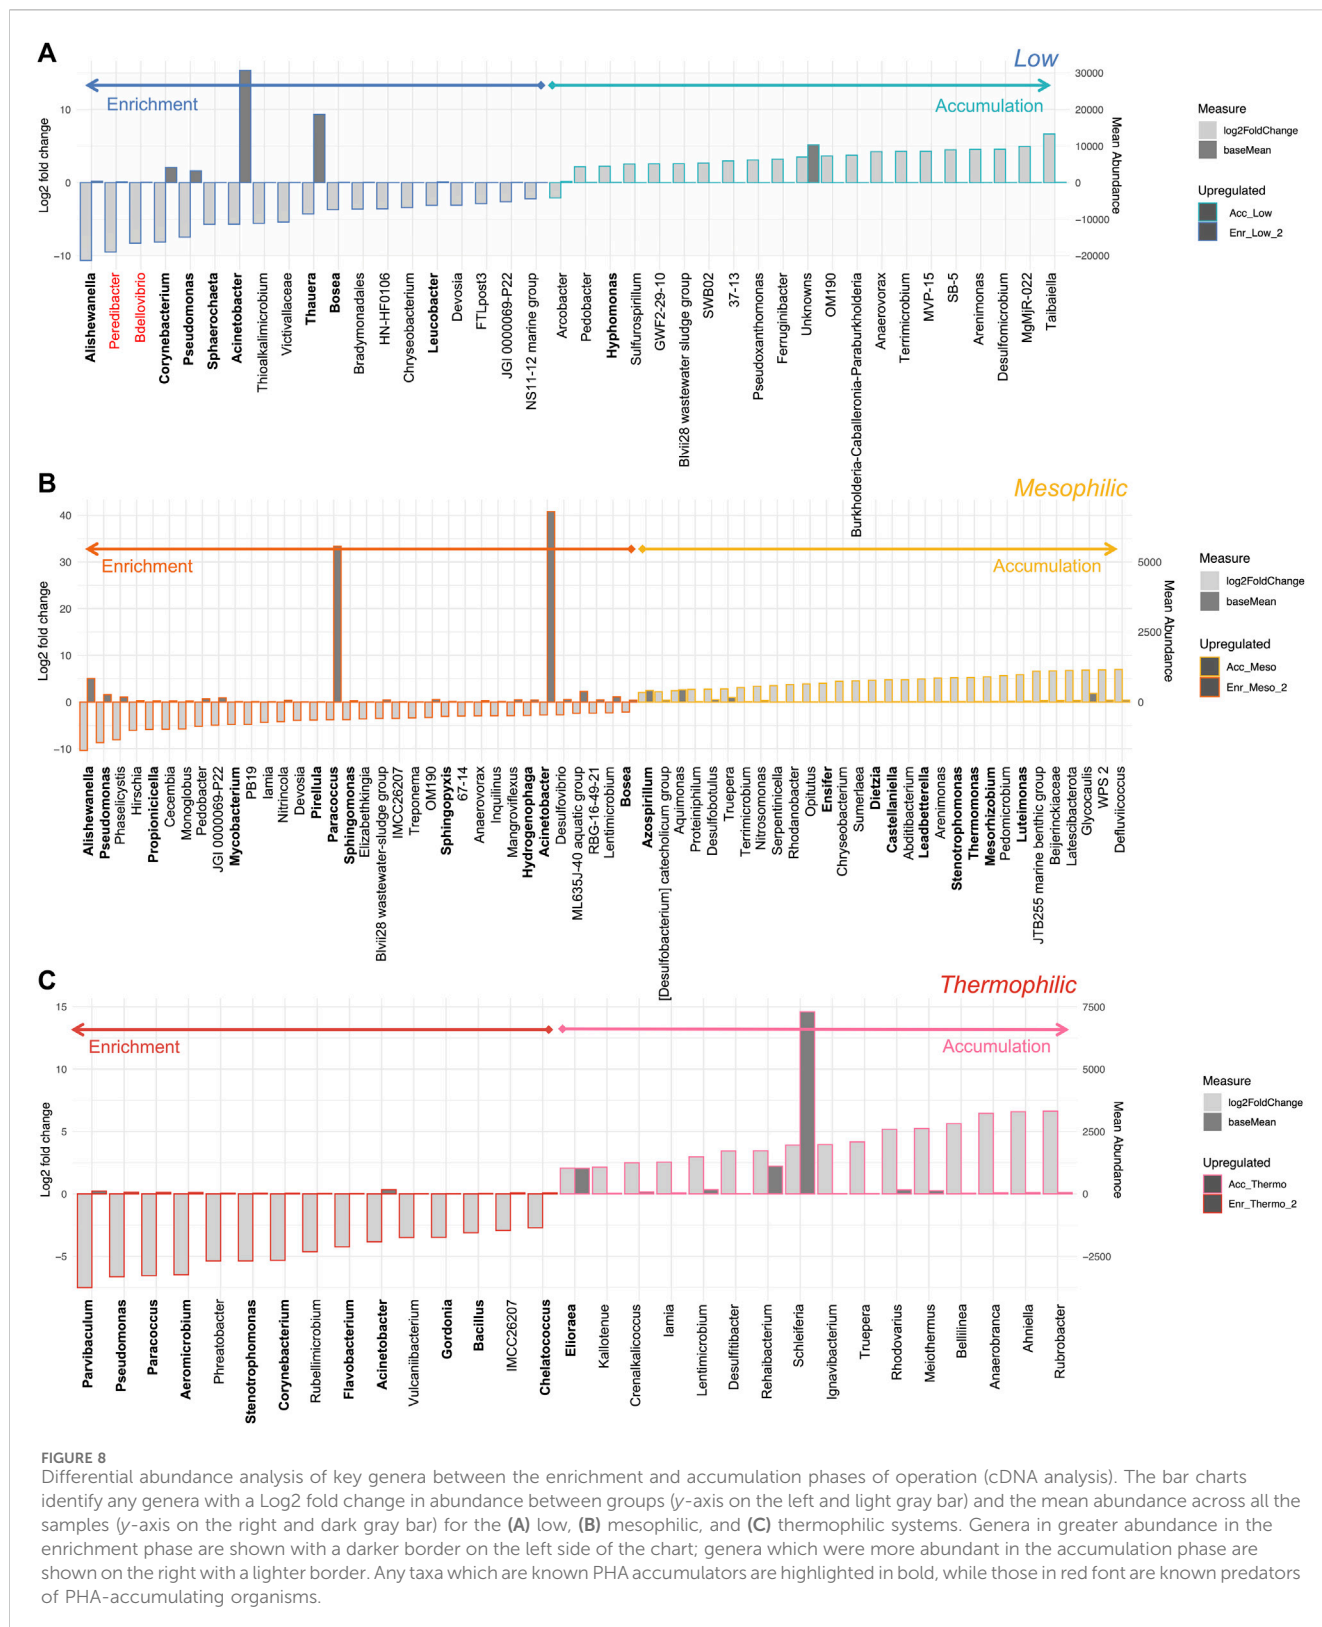 A
Low
Enrichment
Accumulation
Log2 fold change
10
0
−10
30000
20000
10000
0
−10000
−20000
Mean Abundance
Measure
log2FoldChange
baseMean
Upregulated
Acc_Low
Enr_Low_2
Alishewanella
Peredibacter
Bdellovibrio
Corynebacterium
Pseudomonas
Sphaerochaeta
Acinetobacter
Thioalkalimicrobium
Victivallaceae
Thauera
Bosea
Bradymonadales
HN-HF0106
Chryseobacterium
Leucobacter
Devosia
FTLpost3
JGI 0000069-P22
NS11-12 marine group
Arcobacter
Pedobacter
Hyphomonas
Sulfurospirillum
GWF2-29-10
Blvii28 wastewater sludge group
SWB02
37-13
Pseudoxanthomonas
Ferruginibacter
Unknowns
OM190
Burkholderia-Caballeronia-Paraburkholderia
Anaerovorax
Terrimicrobium
MVP-15
SB-5
Arenimonas
Desulfomicrobium
MgMjR-022
Taibaiella
B
Mesophilic
Enrichment
Accumulation
Log2 fold change
40
30
20
10
0
−10
5000
2500
0
Mean Abundance
Measure
log2FoldChange
baseMean
Upregulated
Acc_Meso
Enr_Meso_2
Alishewanella
Pseudomonas
Phaselicystis
Hirschia
Propionicicella
Cecembia
Monoglobus
Pedobacter
JGI 0000069-P22
Mycobacterium
PB19
Iamia
Nitrincola
Devosia
Pirellula
Paracoccus
Sphingomonas
Elizabethkingia
Blvii28 wastewater-sludge group
IMCC26207
Treponema
OM190
Sphingopyxis
67-14
Anaerovorax
Inquilinus
Mangroviflexus
Hydrogenophaga
Acinetobacter
Desulfovibrio
ML635J-40 aquatic group
RBG-16-49-21
Lentimicrobium
Bosea
Azospirillum
[Desulfobacterium] catecholicum group
Aquimonas
Proteiniphilum
Desulfobotulus
Truepera
Terrimicrobium
Nitrosomonas
Serpentinicella
Rhodanobacter
Opitutus
Ensifer
Chryseobacterium
Sumerlaea
Dietzia
Castellaniella
Abditibacterium
Leadbetterella
Arenimonas
Stenotrophomonas
Thermomonas
Mesorhizobium
Pedomicrobium
Luteimonas
JTB255 marine benthic group
Beijerinckiaceae
Latescibacterota
Glycocaulis
WPS 2
Defluviicoccus
C
Thermophilic
Enrichment
Accumulation
Log2 fold change
15
10
5
0
−5
7500
5000
2500
0
−2500
Mean Abundance
Measure
log2FoldChange
baseMean
Upregulated
Acc_Thermo
Enr_Thermo_2
Parvibaculum
Pseudomonas
Paracoccus
Aeromicrobium
Phreatobacter
Stenotrophomonas
Corynebacterium
Rubellimicrobium
Flavobacterium
Acinetobacter
Vulcaniibacterium
Gordonia
Bacillus
IMCC26207
Chelatococcus
Elioraea
Kallotenue
Crenalkalicoccus
Iamia
Lentimicrobium
Desulfitibacter
Rehaibacterium
Schleiferia
Ignavibacterium
Truepera
Rhodovarius
Meiothermus
Bellilinea
Anaerobranca
Ahniella
Rubrobacter
FIGURE 8
Differential abundance analysis of key genera between the enrichment and accumulation phases of operation (cDNA analysis). The bar charts
identify any genera with a Log2 fold change in abundance between groups (y-axis on the left and light gray bar) and the mean abundance across all the
samples (y-axis on the right and dark gray bar) for the (A) low, (B) mesophilic, and (C) thermophilic systems. Genera in greater abundance in the
enrichment phase are shown with a darker border on the left side of the chart; genera which were more abundant in the accumulation phase are
shown on the right with a lighter border. Any taxa which are known PHA accumulators are highlighted in bold, while those in red font are known predators
of PHA-accumulating organisms.